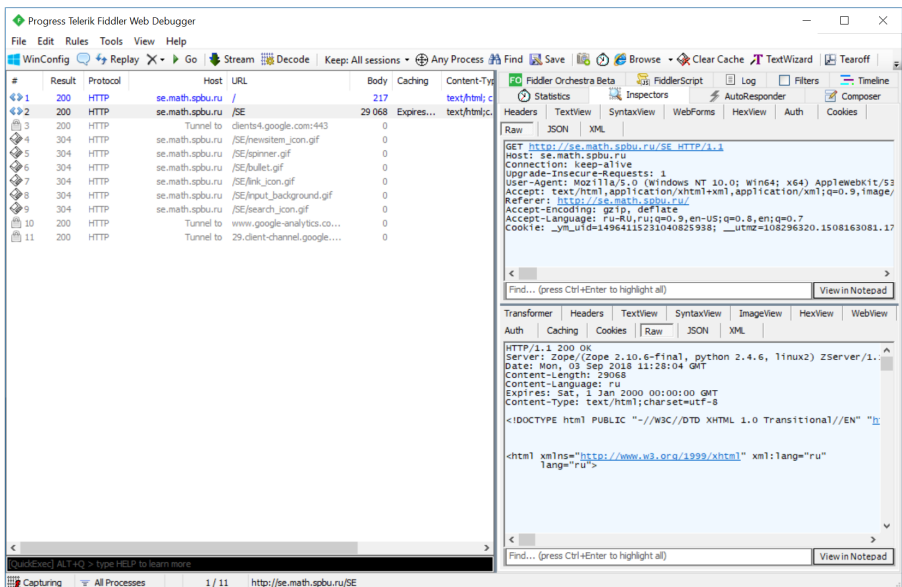 Progress Telerik Fiddler Web Debugger
File Edit Rules Tools View Help
WinConfig Replay X Go Stream Decode Keep: All sessions Any Process Find Save Browse Clear Cache TextWizard Tearoff
# Result Protocol Host URL Body Caching Content-Typ
1 200 HTTP se.math.spbu.ru / 217 text/html; c
2 200 HTTP se.math.spbu.ru /SE 29 068 Expires... text/html;c.
3 200 HTTP Tunnel to clients4.google.com:443 0
4 304 HTTP se.math.spbu.ru /SE/newsitem_icon.gif 0
5 304 HTTP se.math.spbu.ru /SE/spinner.gif 0
6 304 HTTP se.math.spbu.ru /SE/bullet.gif 0
7 304 HTTP se.math.spbu.ru /SE/link_icon.gif 0
8 304 HTTP se.math.spbu.ru /SE/input_background.gif 0
9 304 HTTP se.math.spbu.ru /SE/search_icon.gif 0
10 200 HTTP Tunnel to www.google-analytics.co... 0
11 200 HTTP Tunnel to 29.client-channel.google.... 0
FO Fiddler Orchestra Beta FiddlerScript Log Filters Timeline
Statistics Inspectors AutoResponder Composer
Headers TextView SyntaxView WebForms HexView Auth Cookies
Raw JSON XML
GET http://se.math.spbu.ru/SE HTTP/1.1
Host: se.math.spbu.ru
Connection: keep-alive
Upgrade-Insecure-Requests: 1
User-Agent: Mozilla/5.0 (Windows NT 10.0; Win64; x64) AppleWebKit/53
Accept: text/html,application/xhtml+xml,application/xml;q=0.9,image/
Referer: http://se.math.spbu.ru/
Accept-Encoding: gzip, deflate
Accept-Language: ru-RU,ru;q=0.9,en-US;q=0.8,en;q=0.7
Cookie: _ym_uid=14964115231040825938; __utmz=108296320.1508163081.17
Find... (press Ctrl+Enter to highlight all) View in Notepad
Transformer Headers TextView SyntaxView ImageView HexView WebView
Auth Caching Cookies Raw JSON XML
HTTP/1.1 200 OK
Server: Zope/(Zope 2.10.6-final, python 2.4.6, linux2) ZServer/1.
Date: Mon, 03 Sep 2018 11:28:04 GMT
Content-Length: 29068
Content-Language: ru
Expires: Sat, 1 Jan 2000 00:00:00 GMT
Content-Type: text/html;charset=utf-8
<!DOCTYPE html PUBLIC "-//W3C//DTD XHTML 1.0 Transitional//EN" "h
<html xmlns="http://www.w3.org/1999/xhtml" xml:lang="ru"
lang="ru">
Find... (press Ctrl+Enter to highlight all) View in Notepad
[QuickExec] ALT+Q > type HELP to learn more
Capturing All Processes 1 / 11 http://se.math.spbu.ru/SE